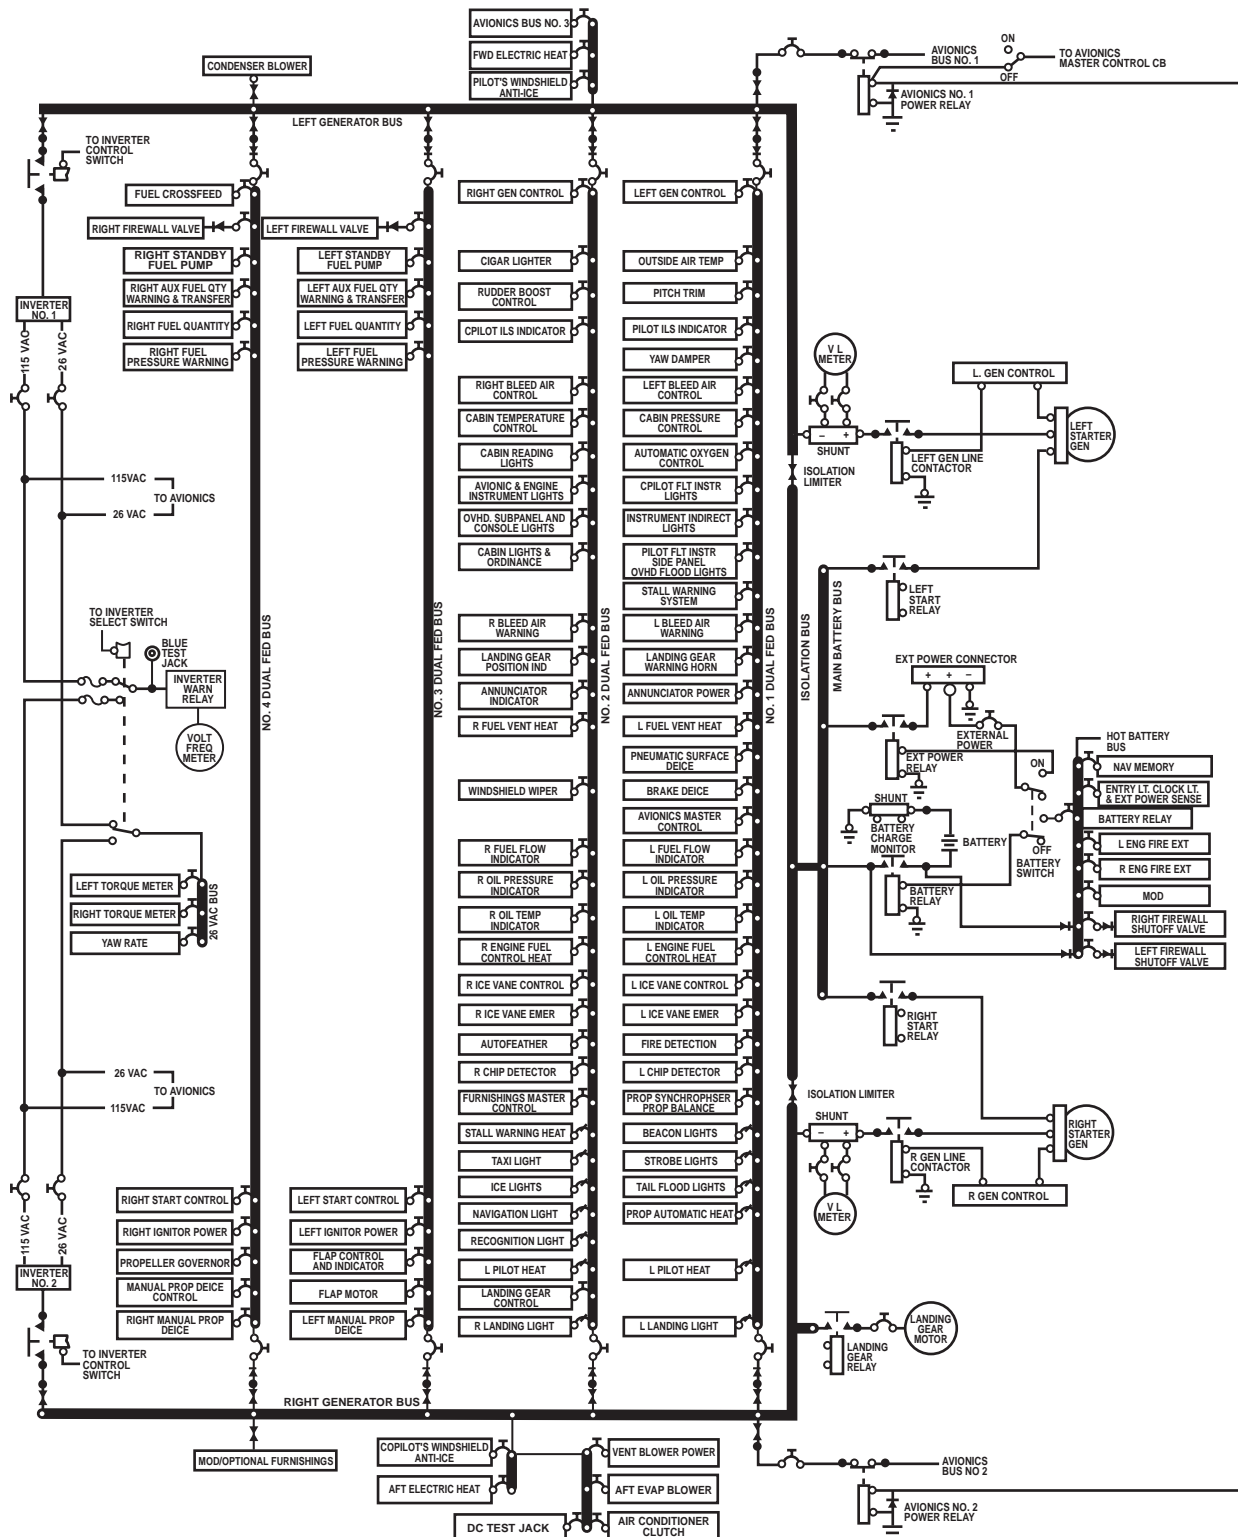 AVIONICS BUS NO. 3
FWD ELECTRIC HEAT
PILOT'S WINDSHIELD
ANTI-ICE
CONDENSER BLOWER
ON
AVIONICS
BUS NO. 1
TO AVIONICS
MASTER CONTROL CB
OFF
AVIONICS NO. 1
POWER RELAY
LEFT GENERATOR BUS
TO INVERTER
CONTROL
SWITCH
FUEL CROSSFEED
RIGHT FIREWALL VALVE
RIGHT STANDBY
FUEL PUMP
RIGHT AUX FUEL QTY
WARNING & TRANSFER
RIGHT FUEL QUANTITY
RIGHT FUEL
PRESSURE WARNING
LEFT FIREWALL VALVE
LEFT STANDBY
FUEL PUMP
LEFT AUX FUEL QTY
WARNING & TRANSFER
LEFT FUEL QUANTITY
LEFT FUEL
PRESSURE WARNING
RIGHT GEN CONTROL
CIGAR LIGHTER
RUDDER BOOST
CONTROL
CPILOT ILS INDICATOR
RIGHT BLEED AIR
CONTROL
CABIN TEMPERATURE
CONTROL
CABIN READING
LIGHTS
AVIONIC & ENGINE
INSTRUMENT LIGHTS
OVHD. SUBPANEL AND
CONSOLE LIGHTS
CABIN LIGHTS &
ORDINANCE
R BLEED AIR
WARNING
LANDING GEAR
POSITION IND
ANNUNCIATOR
INDICATOR
R FUEL VENT HEAT
WINDSHIELD WIPER
R FUEL FLOW
INDICATOR
R OIL PRESSURE
INDICATOR
R OIL TEMP
INDICATOR
R ENGINE FUEL
CONTROL HEAT
R ICE VANE CONTROL
R ICE VANE EMER
AUTOFEATHER
R CHIP DETECTOR
FURNISHINGS MASTER
CONTROL
STALL WARNING HEAT
TAXI LIGHT
ICE LIGHTS
NAVIGATION LIGHT
RECOGNITION LIGHT
L PILOT HEAT
LANDING GEAR
CONTROL
R LANDING LIGHT
LEFT GEN CONTROL
OUTSIDE AIR TEMP
PITCH TRIM
PILOT ILS INDICATOR
YAW DAMPER
LEFT BLEED AIR
CONTROL
CABIN PRESSURE
CONTROL
AUTOMATIC OXYGEN
CONTROL
CPILOT FLT INSTR
LIGHTS
INSTRUMENT INDIRECT
LIGHTS
PILOT FLT INSTR
SIDE PANEL
OVHD FLOOD LIGHTS
STALL WARNING
SYSTEM
L BLEED AIR
WARNING
LANDING GEAR
WARNING HORN
ANNUNCIATOR POWER
L FUEL VENT HEAT
PNEUMATIC SURFACE
DEICE
BRAKE DEICE
AVIONICS MASTER
CONTROL
L FUEL FLOW
INDICATOR
L OIL PRESSURE
INDICATOR
L OIL TEMP
INDICATOR
L ENGINE FUEL
CONTROL HEAT
L ICE VANE CONTROL
L ICE VANE EMER
FIRE DETECTION
L CHIP DETECTOR
PROP SYNCHROPHSER
PROP BALANCE
BEACON LIGHTS
STROBE LIGHTS
TAIL FLOOD LIGHTS
PROP AUTOMATIC HEAT
L PILOT HEAT
L LANDING LIGHT
NO. 4 DUAL FED BUS
NO. 3 DUAL FED BUS
NO. 2 DUAL FED BUS
NO. 1 DUAL FED BUS
ISOLATION BUS
MAIN BATTERY BUS
INVERTER
NO. 1
115 VAC
26 VAC
115VAC
TO AVIONICS
26 VAC
TO INVERTER
SELECT SWITCH
BLUE
TEST
JACK
INVERTER
WARN
RELAY
VOLT
FREQ
METER
LEFT TORQUE METER
RIGHT TORQUE METER
YAW RATE
26 VAC BUS
26 VAC
TO AVIONICS
115VAC
115 VAC
26 VAC
INVERTER
NO. 2
TO INVERTER
CONTROL
SWITCH
RIGHT START CONTROL
RIGHT IGNITOR POWER
PROPELLER GOVERNOR
MANUAL PROP DEICE
CONTROL
RIGHT MANUAL PROP
DEICE
LEFT START CONTROL
LEFT IGNITOR POWER
FLAP CONTROL
AND INDICATOR
FLAP MOTOR
LEFT MANUAL PROP
DEICE
V L
METER
- +
SHUNT
L. GEN CONTROL
LEFT
STARTER
GEN
LEFT GEN LINE
CONTACTOR
ISOLATION
LIMITER
LEFT
START
RELAY
EXT POWER CONNECTOR
+ + -
EXTERNAL
POWER
EXT POWER
RELAY
ON
SHUNT
BATTERY
CHARGE
MONITOR
BATTERY
OFF
BATTERY
SWITCH
BATTERY
RELAY
HOT BATTERY
BUS
NAV MEMORY
ENTRY LT. CLOCK LT.
& EXT POWER SENSE
BATTERY RELAY
L ENG FIRE EXT
R ENG FIRE EXT
MOD
RIGHT FIREWALL
SHUTOFF VALVE
LEFT FIREWALL
SHUTOFF VALVE
RIGHT
START
RELAY
ISOLATION LIMITER
SHUNT
- +
V L
METER
R GEN LINE
CONTACTOR
RIGHT
STARTER
GEN
R GEN CONTROL
LANDING
GEAR
RELAY
LANDING
GEAR
MOTOR
RIGHT GENERATOR BUS
MOD/OPTIONAL FURNISHINGS
COPILOT'S WINDSHIELD
ANTI-ICE
AFT ELECTRIC HEAT
DC TEST JACK
VENT BLOWER POWER
AFT EVAP BLOWER
AIR CONDITIONER
CLUTCH
AVIONICS
BUS NO 2
AVIONICS NO. 2
POWER RELAY